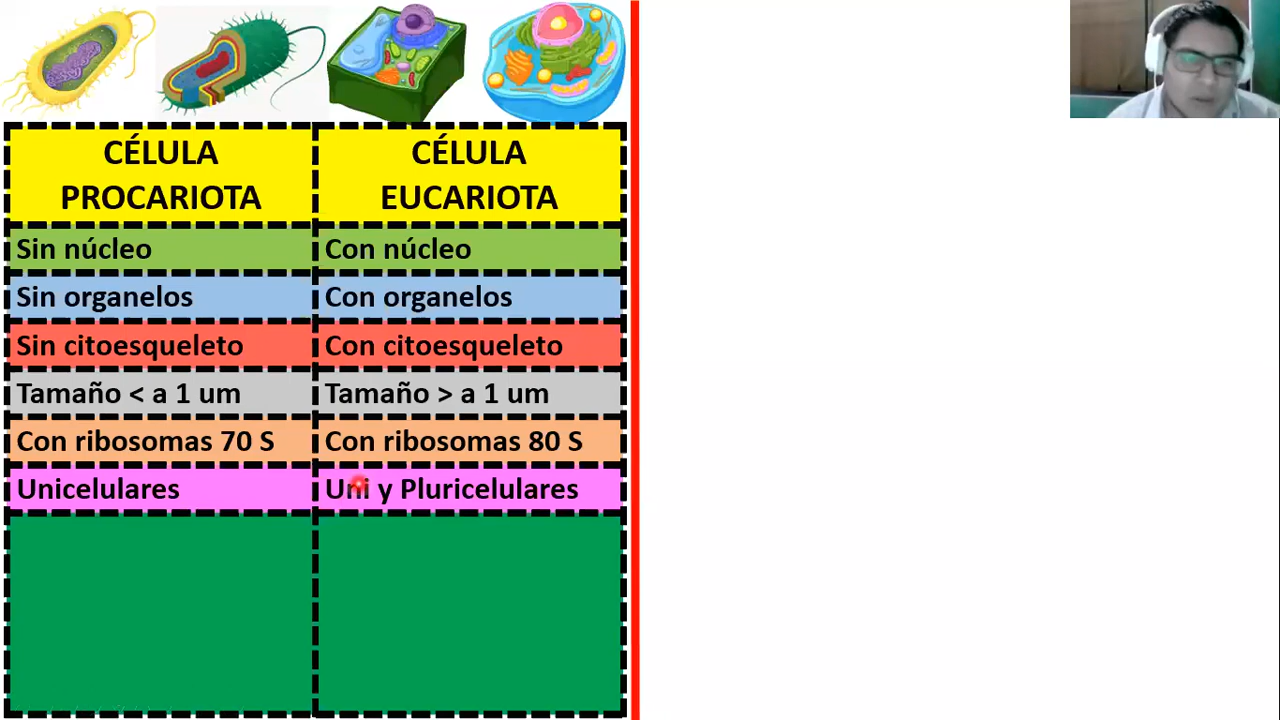 CÉLULA
PROCARIOTA
CÉLULA
EUCARIOTA
Sin núcleo
Con núcleo
Sin organelos
Con organelos
Sin citoesqueleto
Con citoesqueleto
Tamaño < a 1 um
Tamaño > a 1 um
Con ribosomas 70 S
Con ribosomas 80 S
Unicelulares
Uni y Pluricelulares